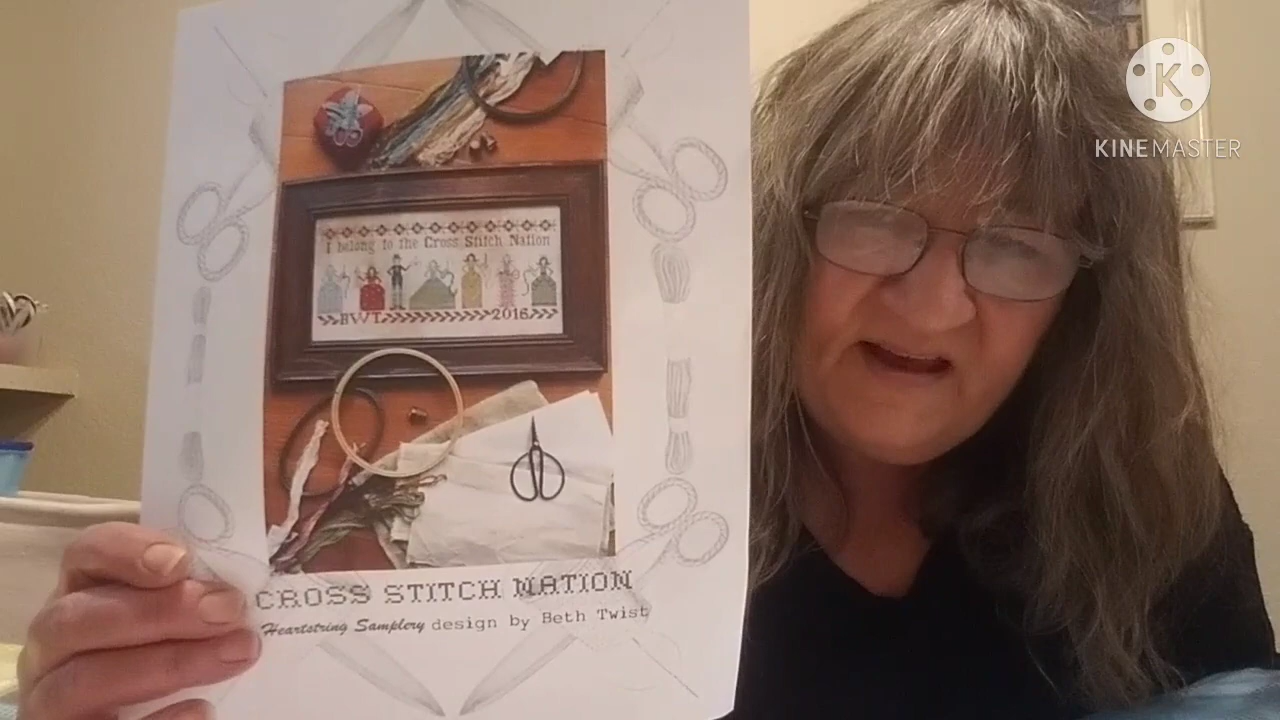 I belong to the Cross Stitch Nation
BWT 2016
CROSS STITCH NATION
Heartstring Samplery design by Beth Twist
K
KINEMASTER